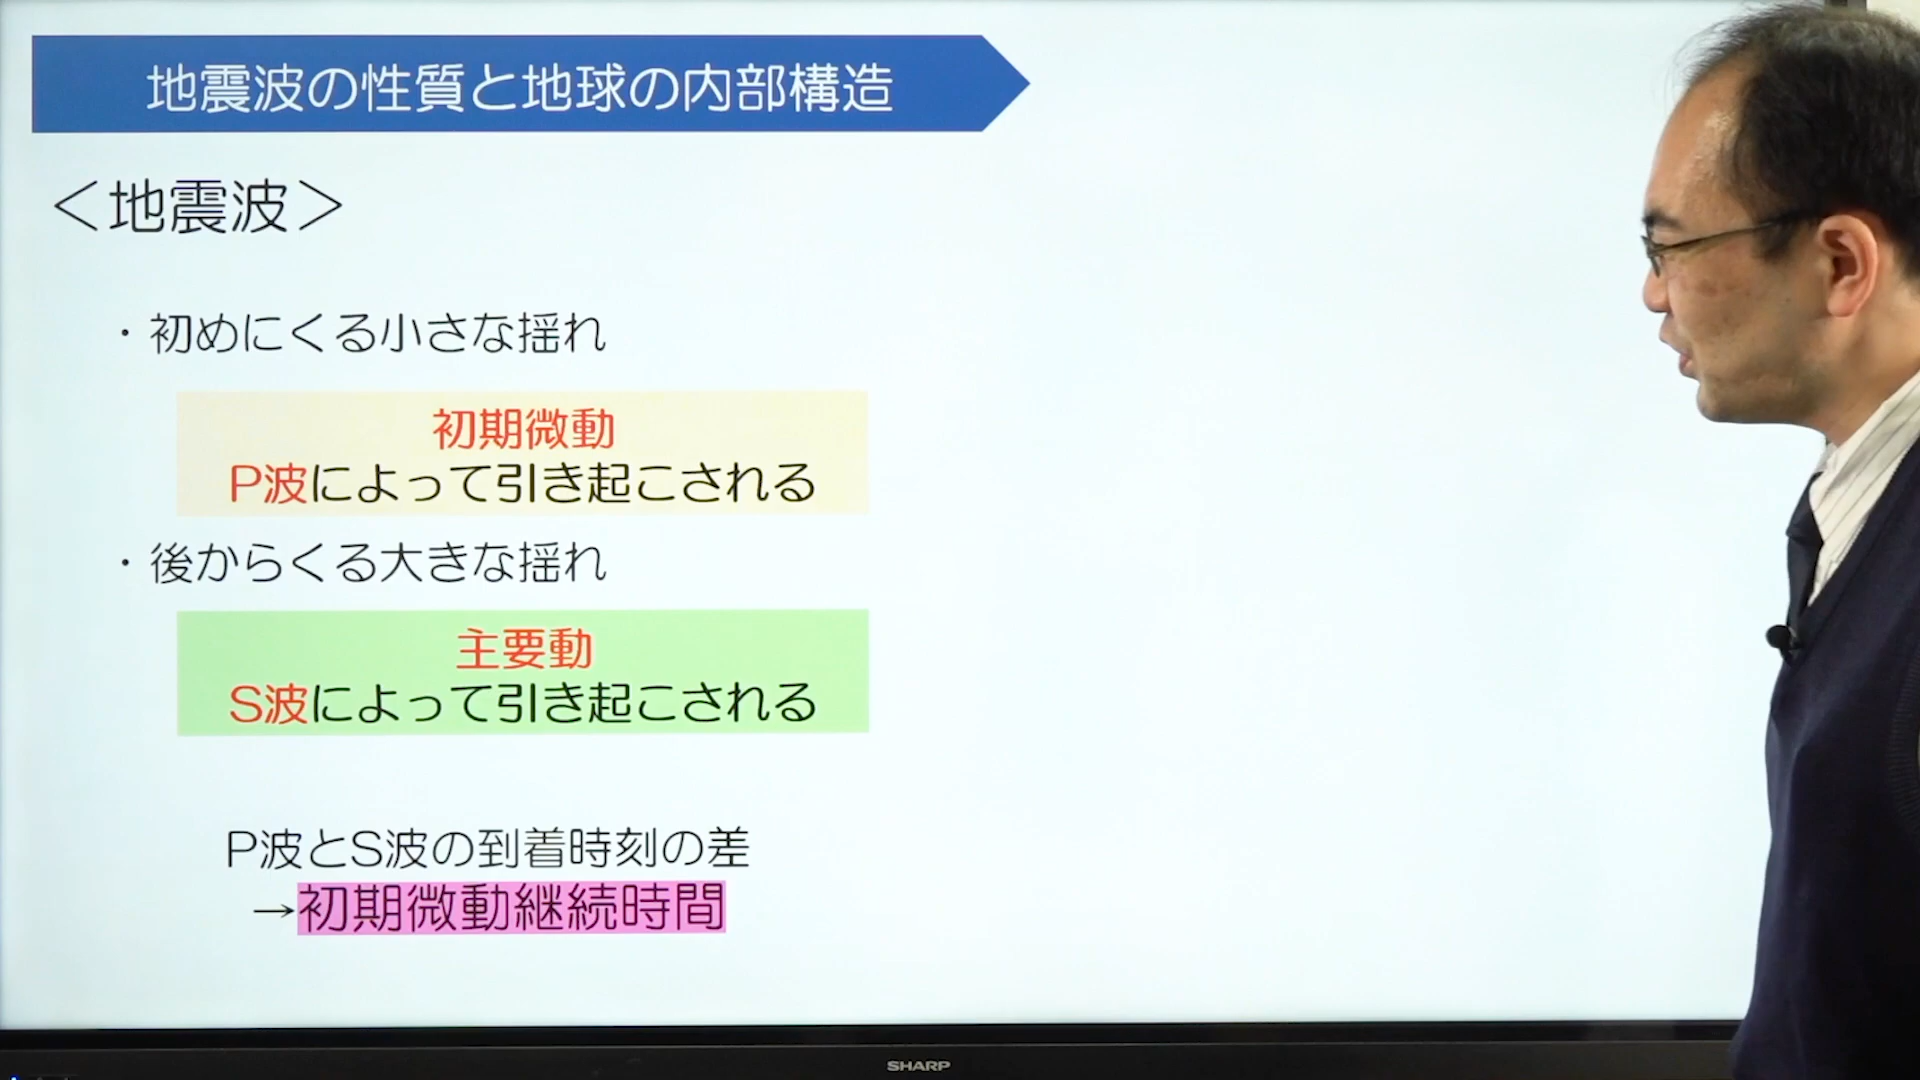 地震波の性質と地球の内部構造
＜地震波＞
・初めにくる小さな揺れ
初期微動
P波によって引き起こされる
・後からくる大きな揺れ
主要動
S波によって引き起こされる
P波とS波の到着時刻の差
→初期微動継続時間
SHARP